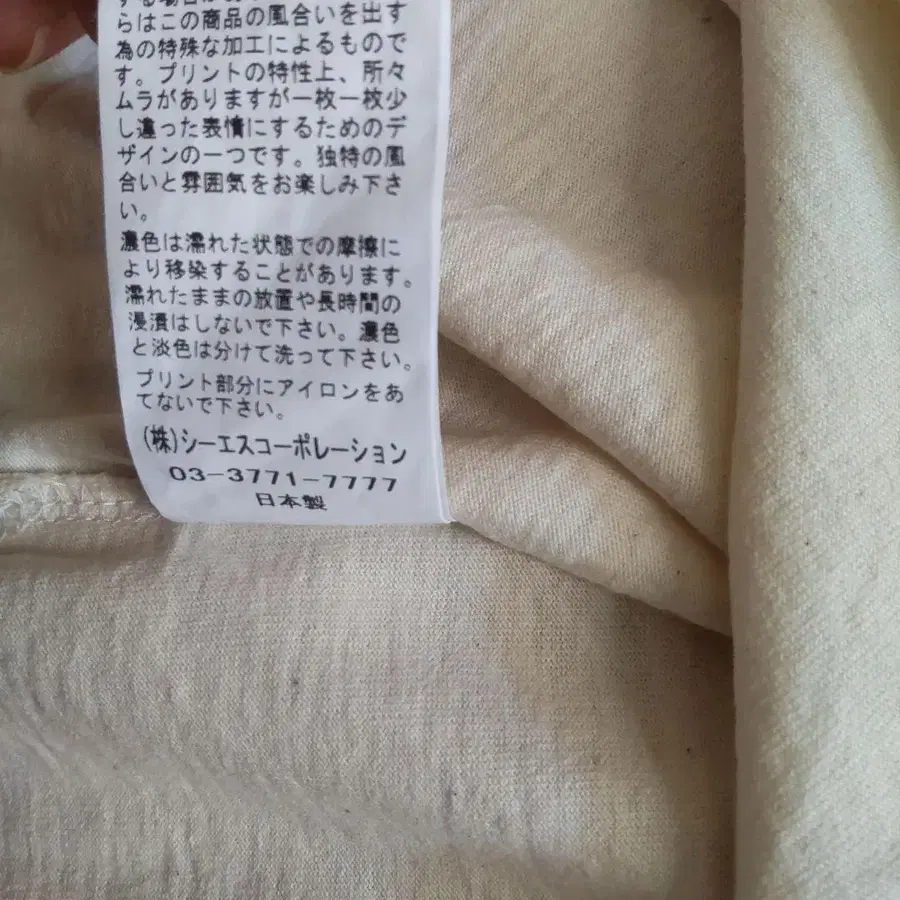 する場合が
らはこの商品の風合いを出す
為の特殊な加工によるもので
す。プリントの特性上、所々
ムラがありますが一枚一枚少
し違った表情にするためのデ
ザインの一つです。独特の風
合いと雰囲気をお楽しみ下さ
い。
濃色は濡れた状態での摩擦に
より移染することがあります。
濡れたままの放置や長時間の
浸漬はしないで下さい。濃色
と淡色は分けて洗って下さい。
プリント部分にアイロンをあ
てないで下さい。
(株)シーエスコーポレーション
03-3771-7777
日本製